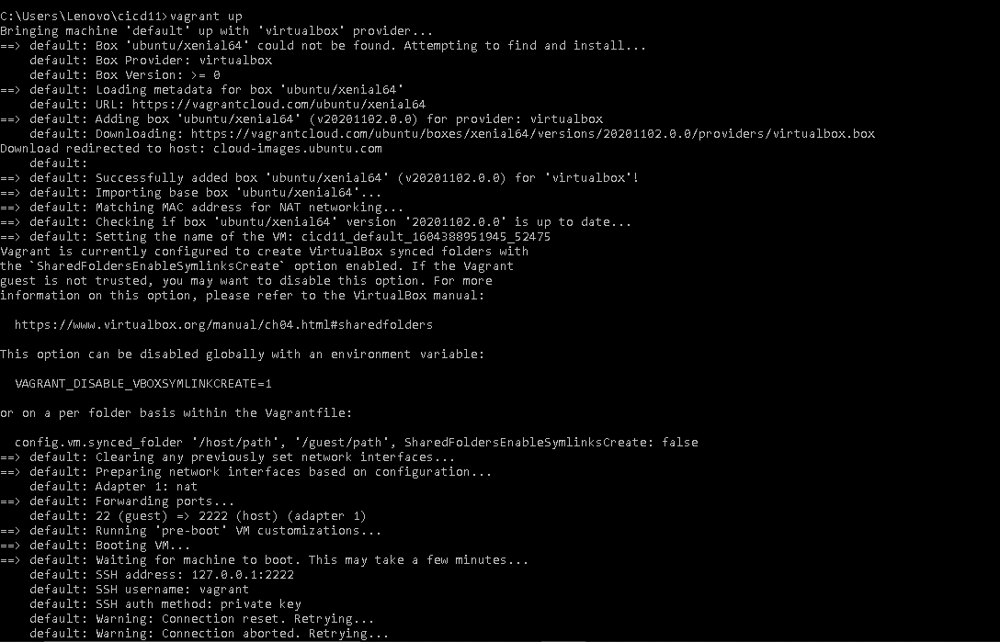 C:\Users\Lenovo\cicd11>vagrant up
Bringing machine 'default' up with 'virtualbox' provider...
==> default: Box 'ubuntu/xenial64' could not be found. Attempting to find and install...
    default: Box Provider: virtualbox
    default: Box Version: >= 0
==> default: Loading metadata for box 'ubuntu/xenial64'
    default: URL: https://vagrantcloud.com/ubuntu/xenial64
==> default: Adding box 'ubuntu/xenial64' (v20201102.0.0) for provider: virtualbox
    default: Downloading: https://vagrantcloud.com/ubuntu/boxes/xenial64/versions/20201102.0.0/providers/virtualbox.box
Download redirected to host: cloud-images.ubuntu.com
    default:
==> default: Successfully added box 'ubuntu/xenial64' (v20201102.0.0) for 'virtualbox'!
==> default: Importing base box 'ubuntu/xenial64'...
==> default: Matching MAC address for NAT networking...
==> default: Checking if box 'ubuntu/xenial64' version '20201102.0.0' is up to date...
==> default: Setting the name of the VM: cicd11_default_1604388951945_52475
Vagrant is currently configured to create VirtualBox synced folders with
the `SharedFoldersEnableSymlinksCreate` option enabled. If the Vagrant
guest is not trusted, you may want to disable this option. For more
information on this option, please refer to the VirtualBox manual:

  https://www.virtualbox.org/manual/ch04.html#sharedfolders

This option can be disabled globally with an environment variable:

  VAGRANT_DISABLE_VBOXSYMLINKCREATE=1

or on a per folder basis within the Vagrantfile:

  config.vm.synced_folder '/host/path', '/guest/path', SharedFoldersEnableSymlinksCreate: false
==> default: Clearing any previously set network interfaces...
==> default: Preparing network interfaces based on configuration...
    default: Adapter 1: nat
==> default: Forwarding ports...
    default: 22 (guest) => 2222 (host) (adapter 1)
==> default: Running 'pre-boot' VM customizations...
==> default: Booting VM...
==> default: Waiting for machine to boot. This may take a few minutes...
    default: SSH address: 127.0.0.1:2222
    default: SSH username: vagrant
    default: SSH auth method: private key
    default: Warning: Connection reset. Retrying...
    default: Warning: Connection aborted. Retrying...